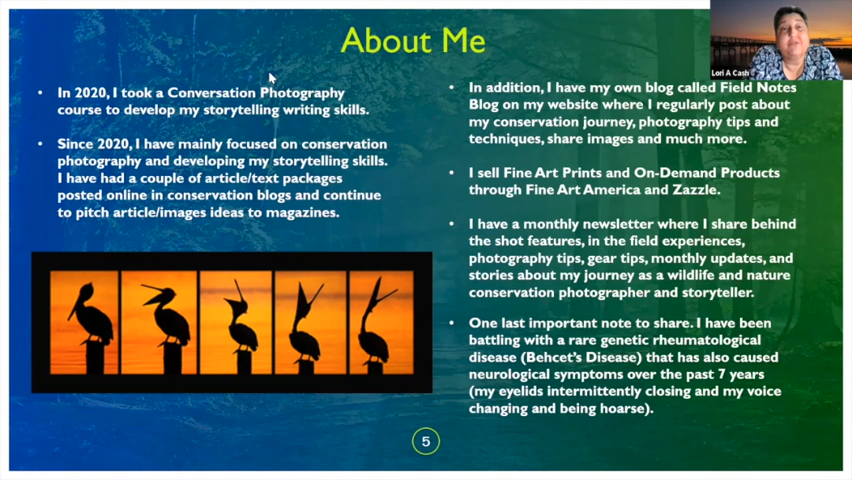 About Me
Lori A Cash
• In 2020, I took a Conversation Photography
course to develop my storytelling writing skills.
• Since 2020, I have mainly focused on conservation
photography and developing my storytelling skills.
I have had a couple of article/text packages
posted online in conservation blogs and continue
to pitch article/images ideas to magazines.
• In addition, I have my own blog called Field Notes
Blog on my website where I regularly post about
my conservation journey, photography tips and
techniques, share images and much more.
• I sell Fine Art Prints and On-Demand Products
through Fine Art America and Zazzle.
• I have a monthly newsletter where I share behind
the shot features, in the field experiences,
photography tips, gear tips, monthly updates, and
stories about my journey as a wildlife and nature
conservation photographer and storyteller.
• One last important note to share. I have been
battling with a rare genetic rheumatological
disease (Behcet's Disease) that has also caused
neurological symptoms over the past 7 years
(my eyelids intermittently closing and my voice
changing and being hoarse).
5